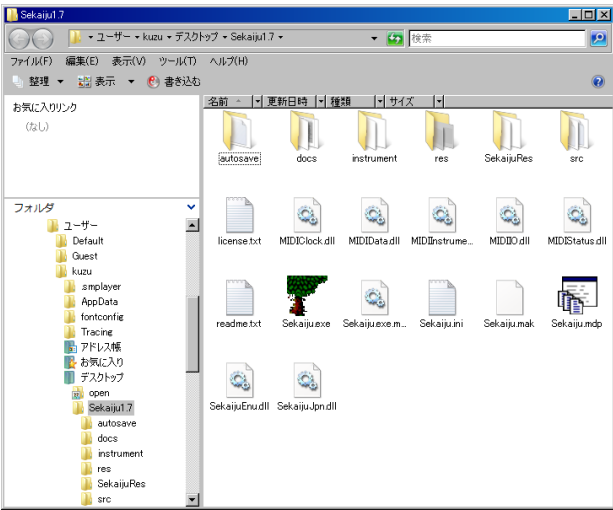 Sekaiju1.7
ユーザー kuzu デスクトップ Sekaiju1.7 検索
ファイル(F) 編集(E) 表示(V) ツール(T) ヘルプ(H)
整理 表示 書き込む
お気に入りリンク
(なし)
フォルダ
ユーザー
Default
Guest
kuzu
.smplayer
AppData
fontconfig
Tracing
アドレス帳
お気に入り
デスクトップ
open
Sekaiju1.7
autosave
docs
instrument
res
SekaijuRes
src
名前 更新日時 種類 サイズ
autosave docs instrument res SekaijuRes src
license.txt MIDIClock.dll MIDIData.dll MIDIInstrume... MIDIIO.dll MIDIStatus.dll
readme.txt Sekaiju.exe Sekaiju.exe.m... Sekaiju.ini Sekaiju.mak Sekaiju.mdp
SekaijuEnu.dll SekaijuJpn.dll